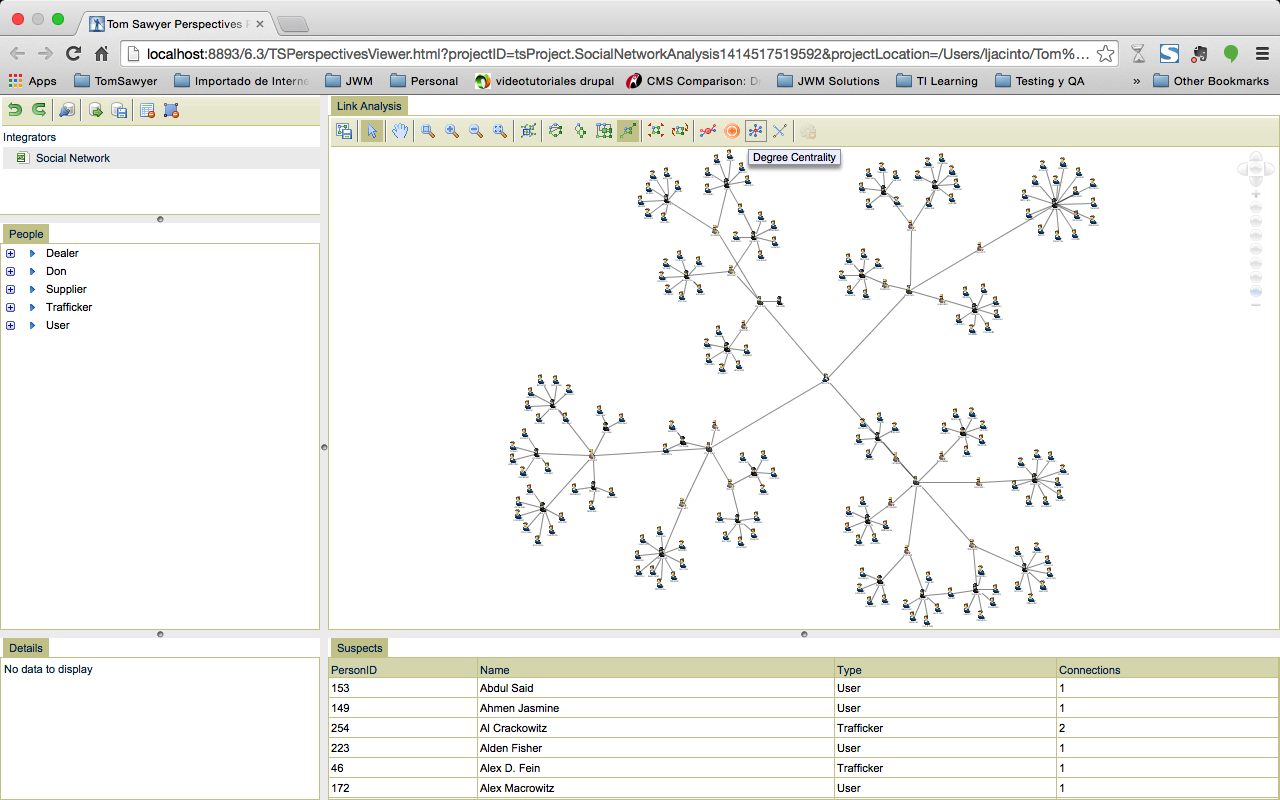 Tom Sawyer Perspectives
localhost:8893/6.3/TSPerspectivesViewer.html?projectID=tsProject.SocialNetworkAnalysis1414517519592&projectLocation=/Users/ljacinto/Tom%...
Apps TomSawyer Importado de Interne JWM Personal videotutoriales drupal CMS Comparison: Dr JWM Solutions TI Learning Testing y QA » Other Bookmarks
Link Analysis
Integrators
Social Network
Degree Centrality
People
Dealer
Don
Supplier
Trafficker
User
Details
No data to display
Suspects
PersonID Name Type Connections
153 Abdul Said User 1
149 Ahmen Jasmine User 1
254 Al Crackowitz Trafficker 2
223 Alden Fisher User 1
46 Alex D. Fein Trafficker 1
172 Alex Macrowitz User 1